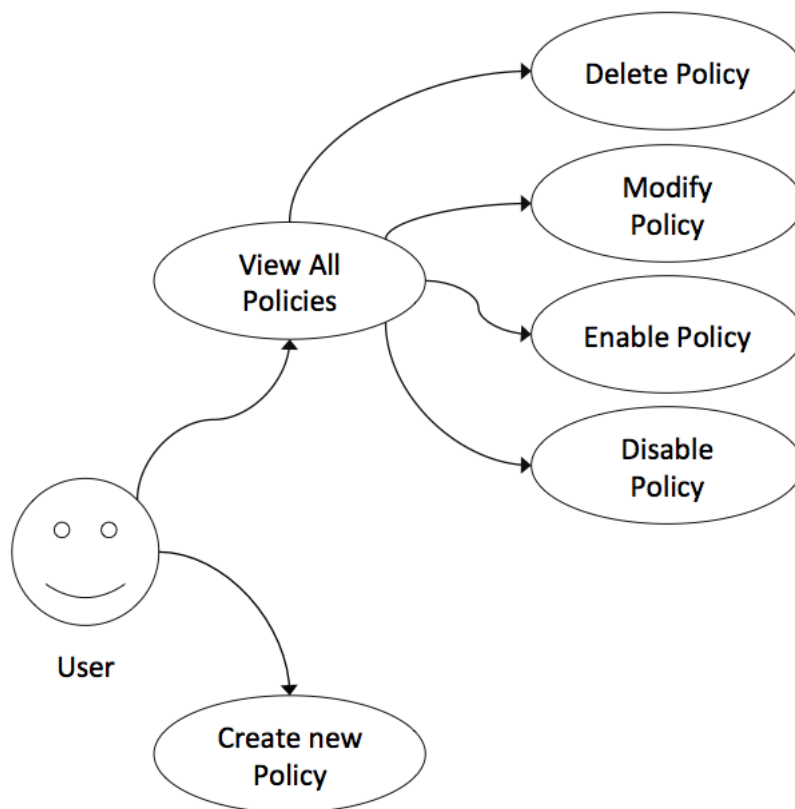 Delete Policy
Modify
Policy
View All
Policies
Enable Policy
Disable
Policy
User
Create new
Policy